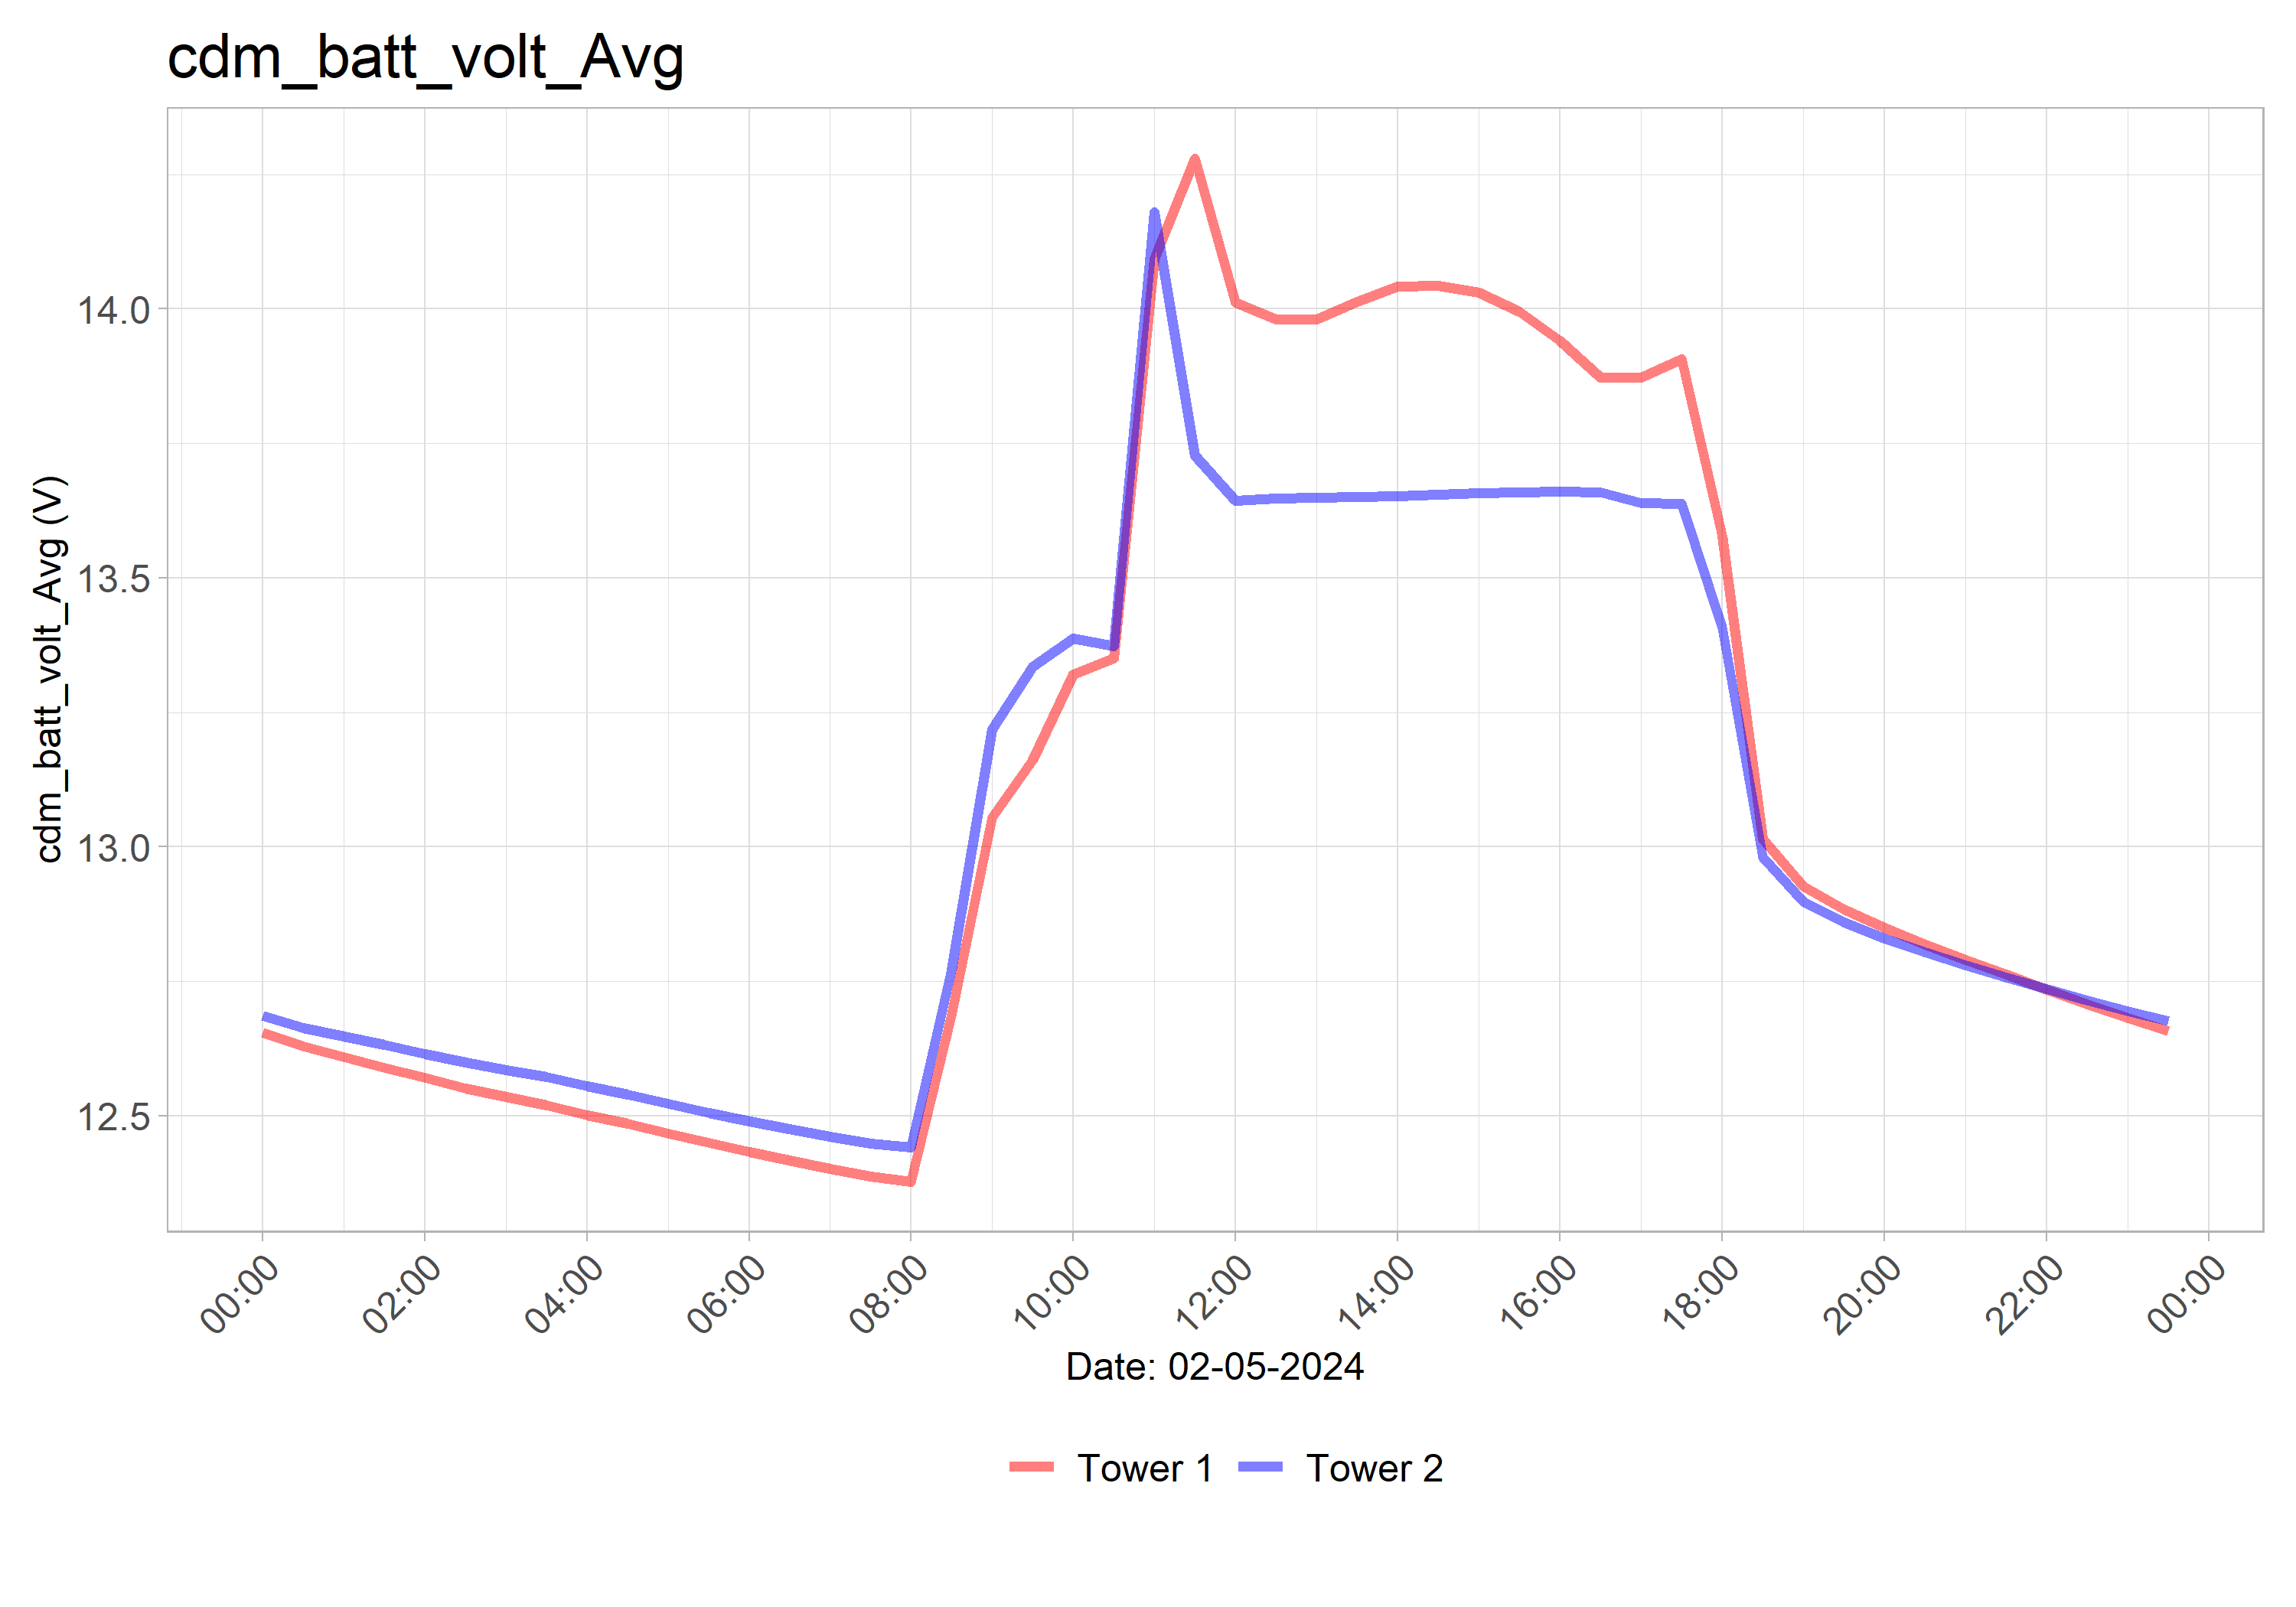 cdm_batt_volt_Avg
cdm_batt_volt_Avg (V)
14.0
13.5
13.0
12.5
00:00 02:00 04:00 06:00 08:00 10:00 12:00 14:00 16:00 18:00 20:00 22:00 00:00
Date: 02-05-2024
Tower 1 Tower 2